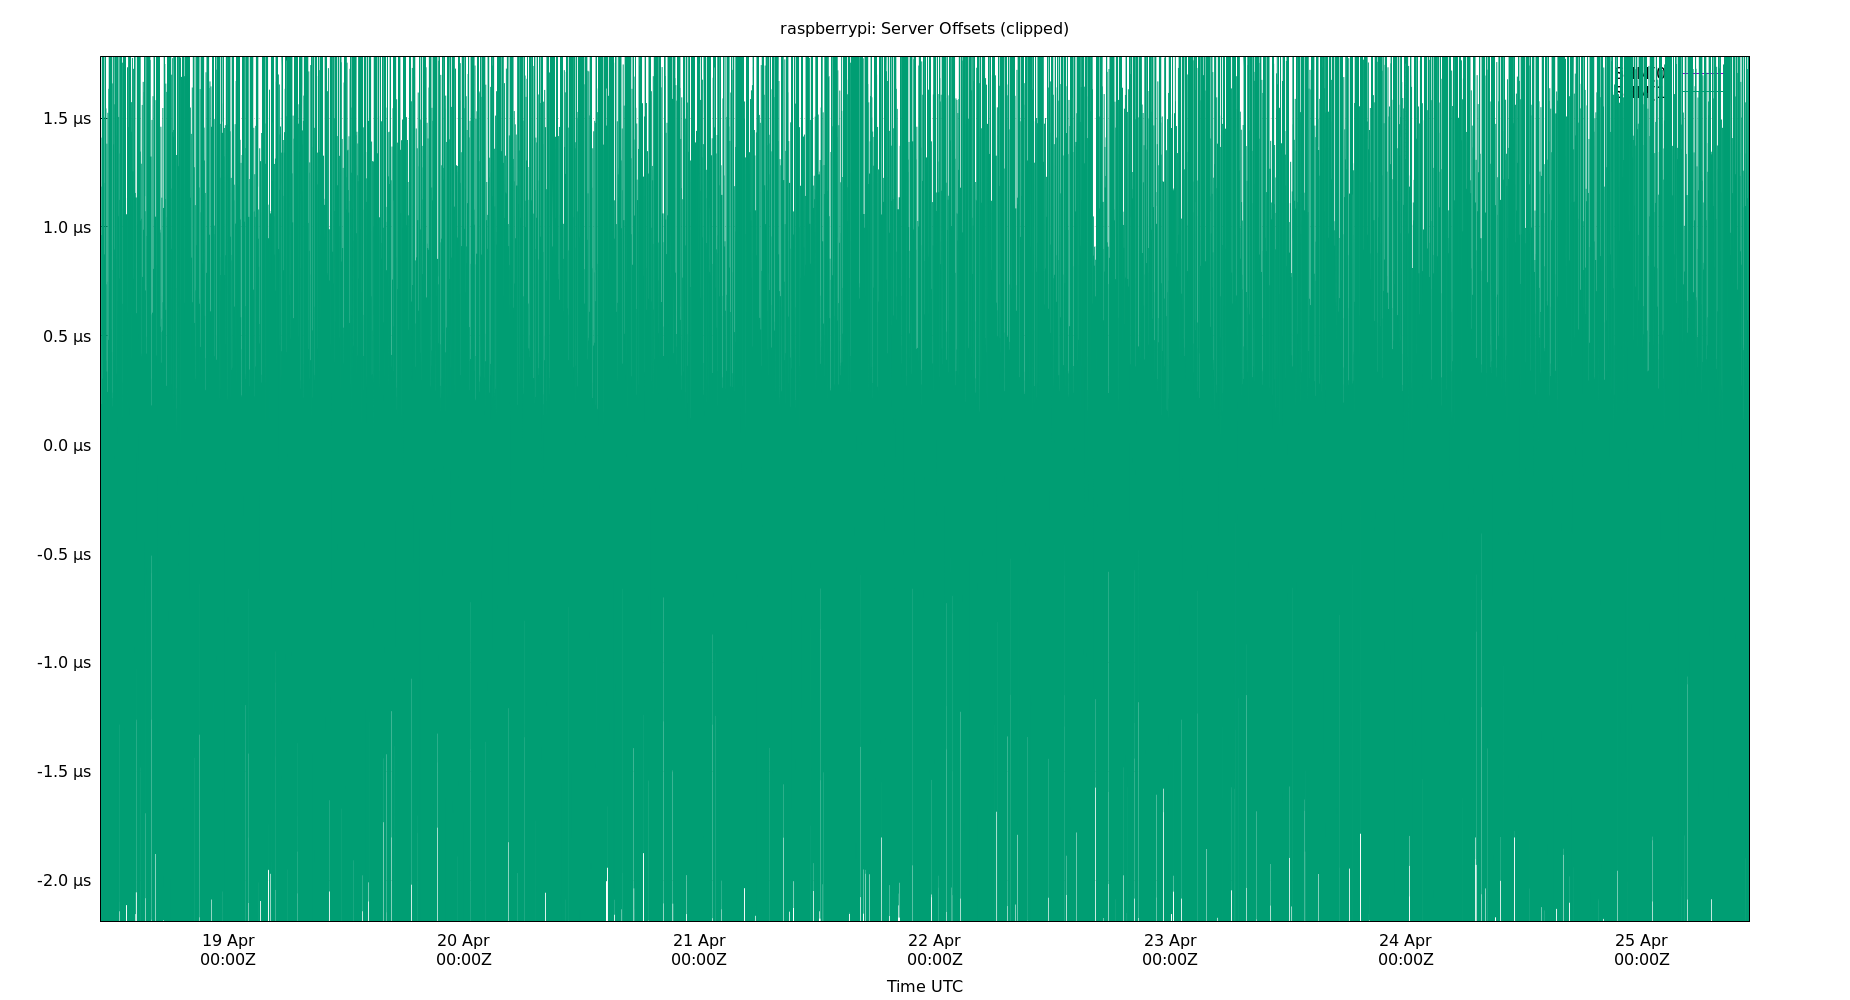 raspberrypi: Server Offsets (clipped)
1.5 µs
1.0 µs
0.5 µs
0.0 µs
-0.5 µs
-1.0 µs
-1.5 µs
-2.0 µs
19 Apr 20 Apr 21 Apr 22 Apr 23 Apr 24 Apr 25 Apr
00:00Z 00:00Z 00:00Z 00:00Z 00:00Z 00:00Z 00:00Z
Time UTC